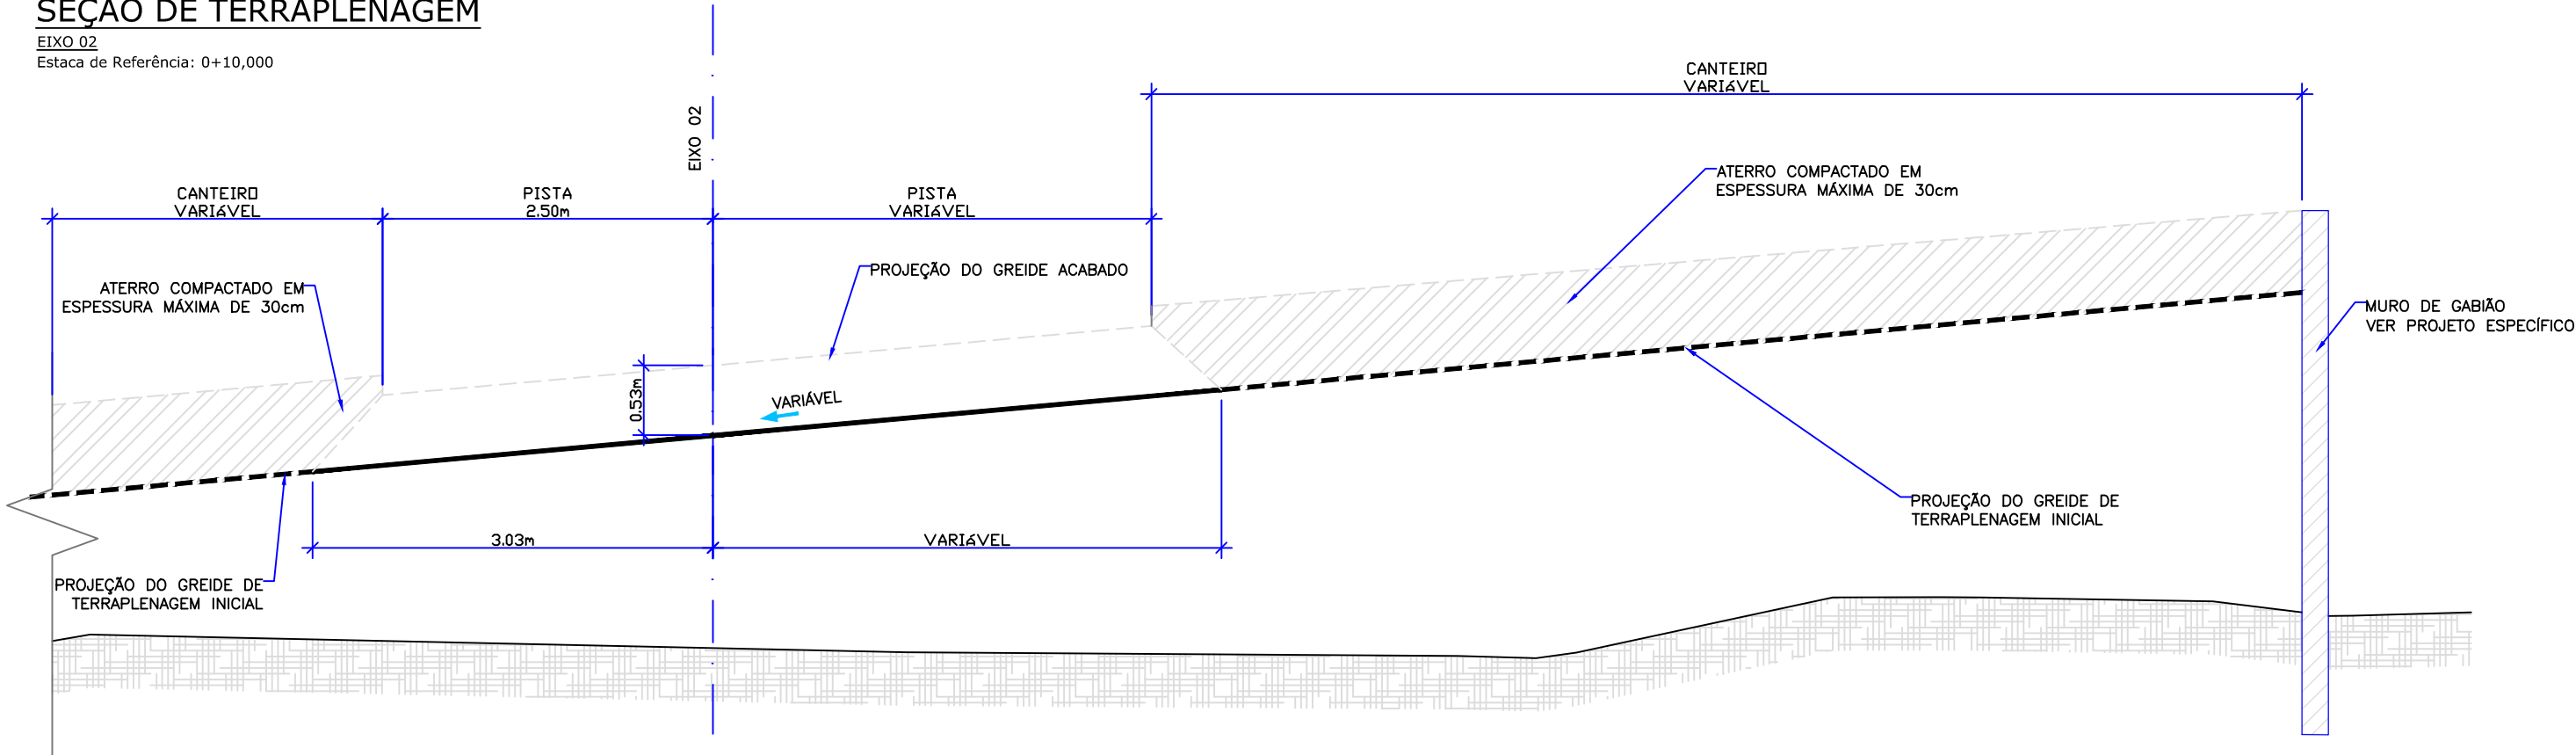 SEÇÃO DE TERRAPLENAGEM
EIXO 02
Estaca de Referência: 0+10,000
CANTEIRO
VARIÁVEL
EIXO 02
CANTEIRO
VARIÁVEL
PISTA
2.50m
PISTA
VARIÁVEL
ATERRO COMPACTADO EM
ESPESSURA MÁXIMA DE 30cm
ATERRO COMPACTADO EM
ESPESSURA MÁXIMA DE 30cm
PROJEÇÃO DO GREIDE ACABADO
MURO DE GABIÃO
VER PROJETO ESPECÍFICO
0.53m
VARIÁVEL
PROJEÇÃO DO GREIDE DE
TERRAPLENAGEM INICIAL
3.03m
VARIÁVEL
PROJEÇÃO DO GREIDE DE
TERRAPLENAGEM INICIAL